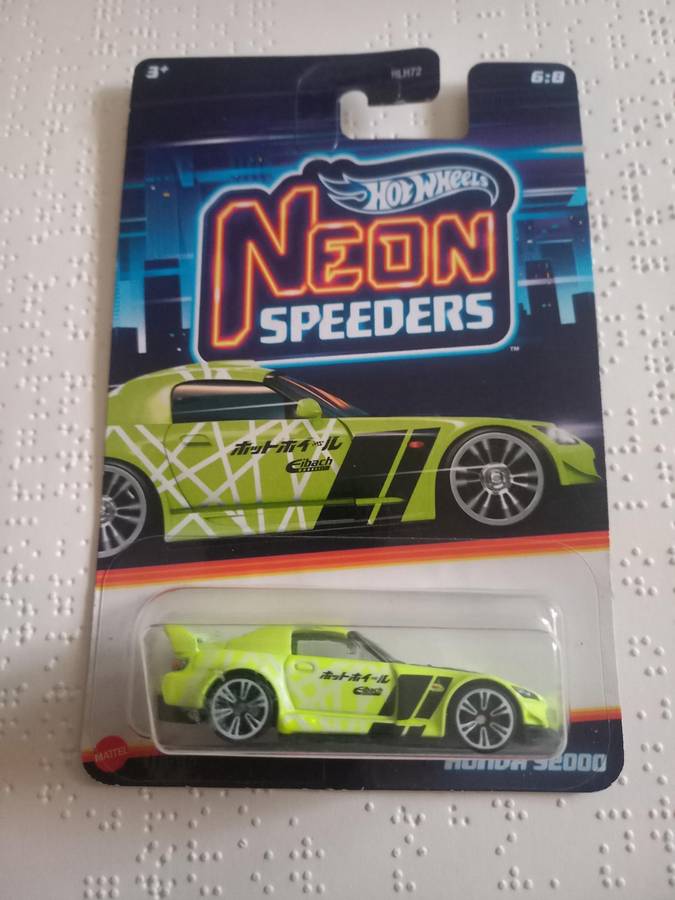 3+
HLH72
6:8
Hot Wheels
NEON
SPEEDERS
™
ホットホイール
Eibach
ホットホイール
Eibach
MATTEL
HONDA S2000